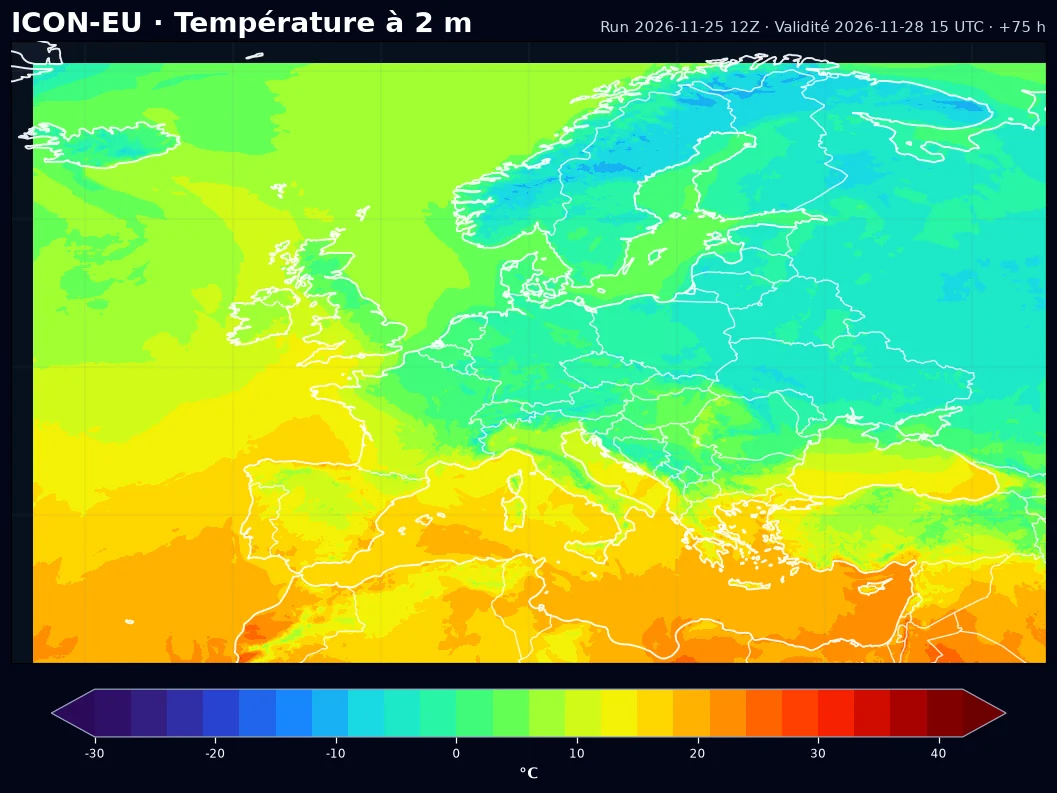 ICON-EU · Température à 2 m
Run 2026-11-25 12Z · Validité 2026-11-28 15 UTC · +75 h
-30 -20 -10 0 10 20 30 40
°C